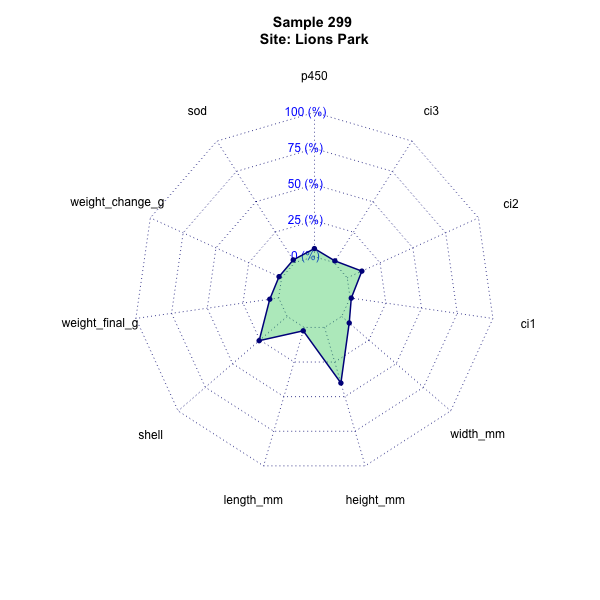 Sample 299
Site: Lions Park
p450
sod
100 (%)
ci3
75 (%)
weight_change_g
50 (%)
ci2
25 (%)
0 (%)
weight_final_g
ci1
shell
width_mm
length_mm
height_mm